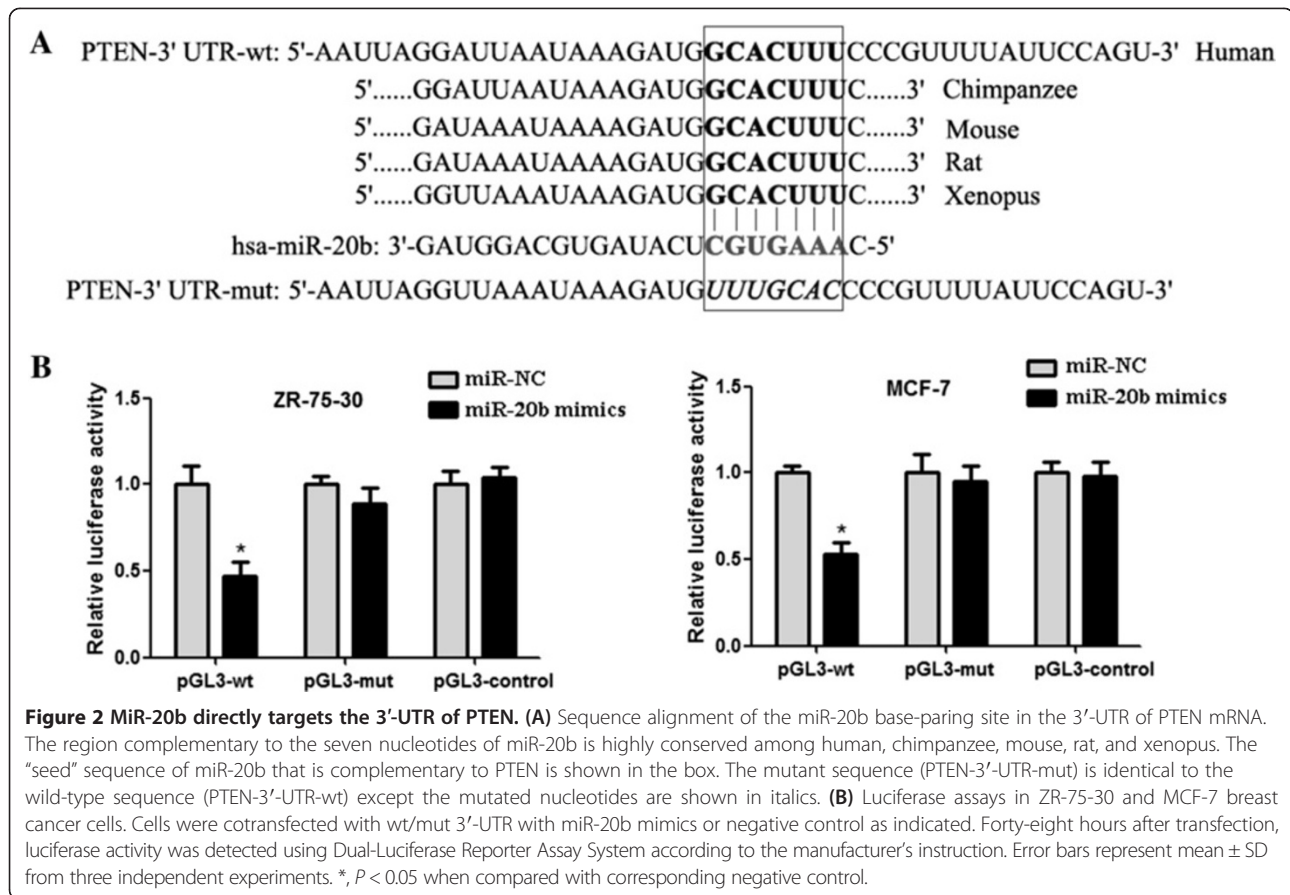 A
PTEN-3' UTR-wt: 5'-AAUUAGGAUUAAUAAAGAUGGCACUUUCCCGUUUUAUUCCAGU-3' Human
5'......GGAUUAAUAAAGAUGGCACUUUC......3' Chimpanzee
5'......GAUAAAUAAAGAUGGCACUUUC......3' Mouse
5'......GAUAAAUAAAGAUGGCACUUUC......3' Rat
5'......GGUUAAUAAAGAUGGCACUUUC......3' Xenopus
hsa-miR-20b: 3'-GAUGGACGUGAUACUCGUGAAAC-5'
PTEN-3' UTR-mut: 5'-AAUUAGGUUAAAUAAAGAUGUUUGCACCCCGUUUUAUUCCAGU-3'
B
Relative luciferase activity
1.5
1.0
0.5
0.0
ZR-75-30
miR-NC
miR-20b mimics
*
pGL3-wt pGL3-mut pGL3-control
Relative luciferase activity
1.5
1.0
0.5
0.0
MCF-7
miR-NC
miR-20b mimics
*
pGL3-wt pGL3-mut pGL3-control
Figure 2 MiR-20b directly targets the 3′-UTR of PTEN. (A) Sequence alignment of the miR-20b base-paring site in the 3′-UTR of PTEN mRNA.
The region complementary to the seven nucleotides of miR-20b is highly conserved among human, chimpanzee, mouse, rat, and xenopus. The
“seed” sequence of miR-20b that is complementary to PTEN is shown in the box. The mutant sequence (PTEN-3′-UTR-mut) is identical to the
wild-type sequence (PTEN-3′-UTR-wt) except the mutated nucleotides are shown in italics. (B) Luciferase assays in ZR-75-30 and MCF-7 breast
cancer cells. Cells were cotransfected with wt/mut 3′-UTR with miR-20b mimics or negative control as indicated. Forty-eight hours after transfection,
luciferase activity was detected using Dual-Luciferase Reporter Assay System according to the manufacturer’s instruction. Error bars represent mean ± SD
from three independent experiments. *, P < 0.05 when compared with corresponding negative control.